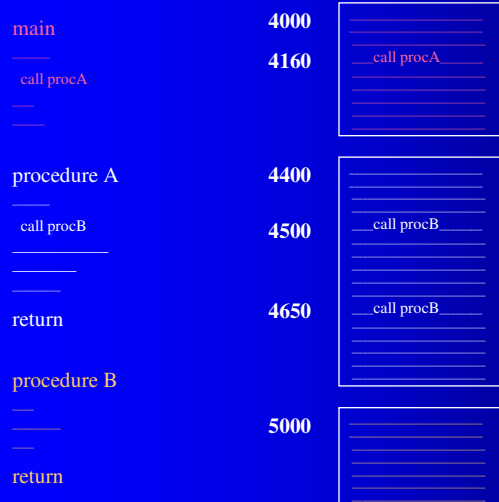 main
call procA
procedure A
call procB
return
procedure B
return
4000
4160
4400
4500
4650
5000
call procA
call procB
call procB